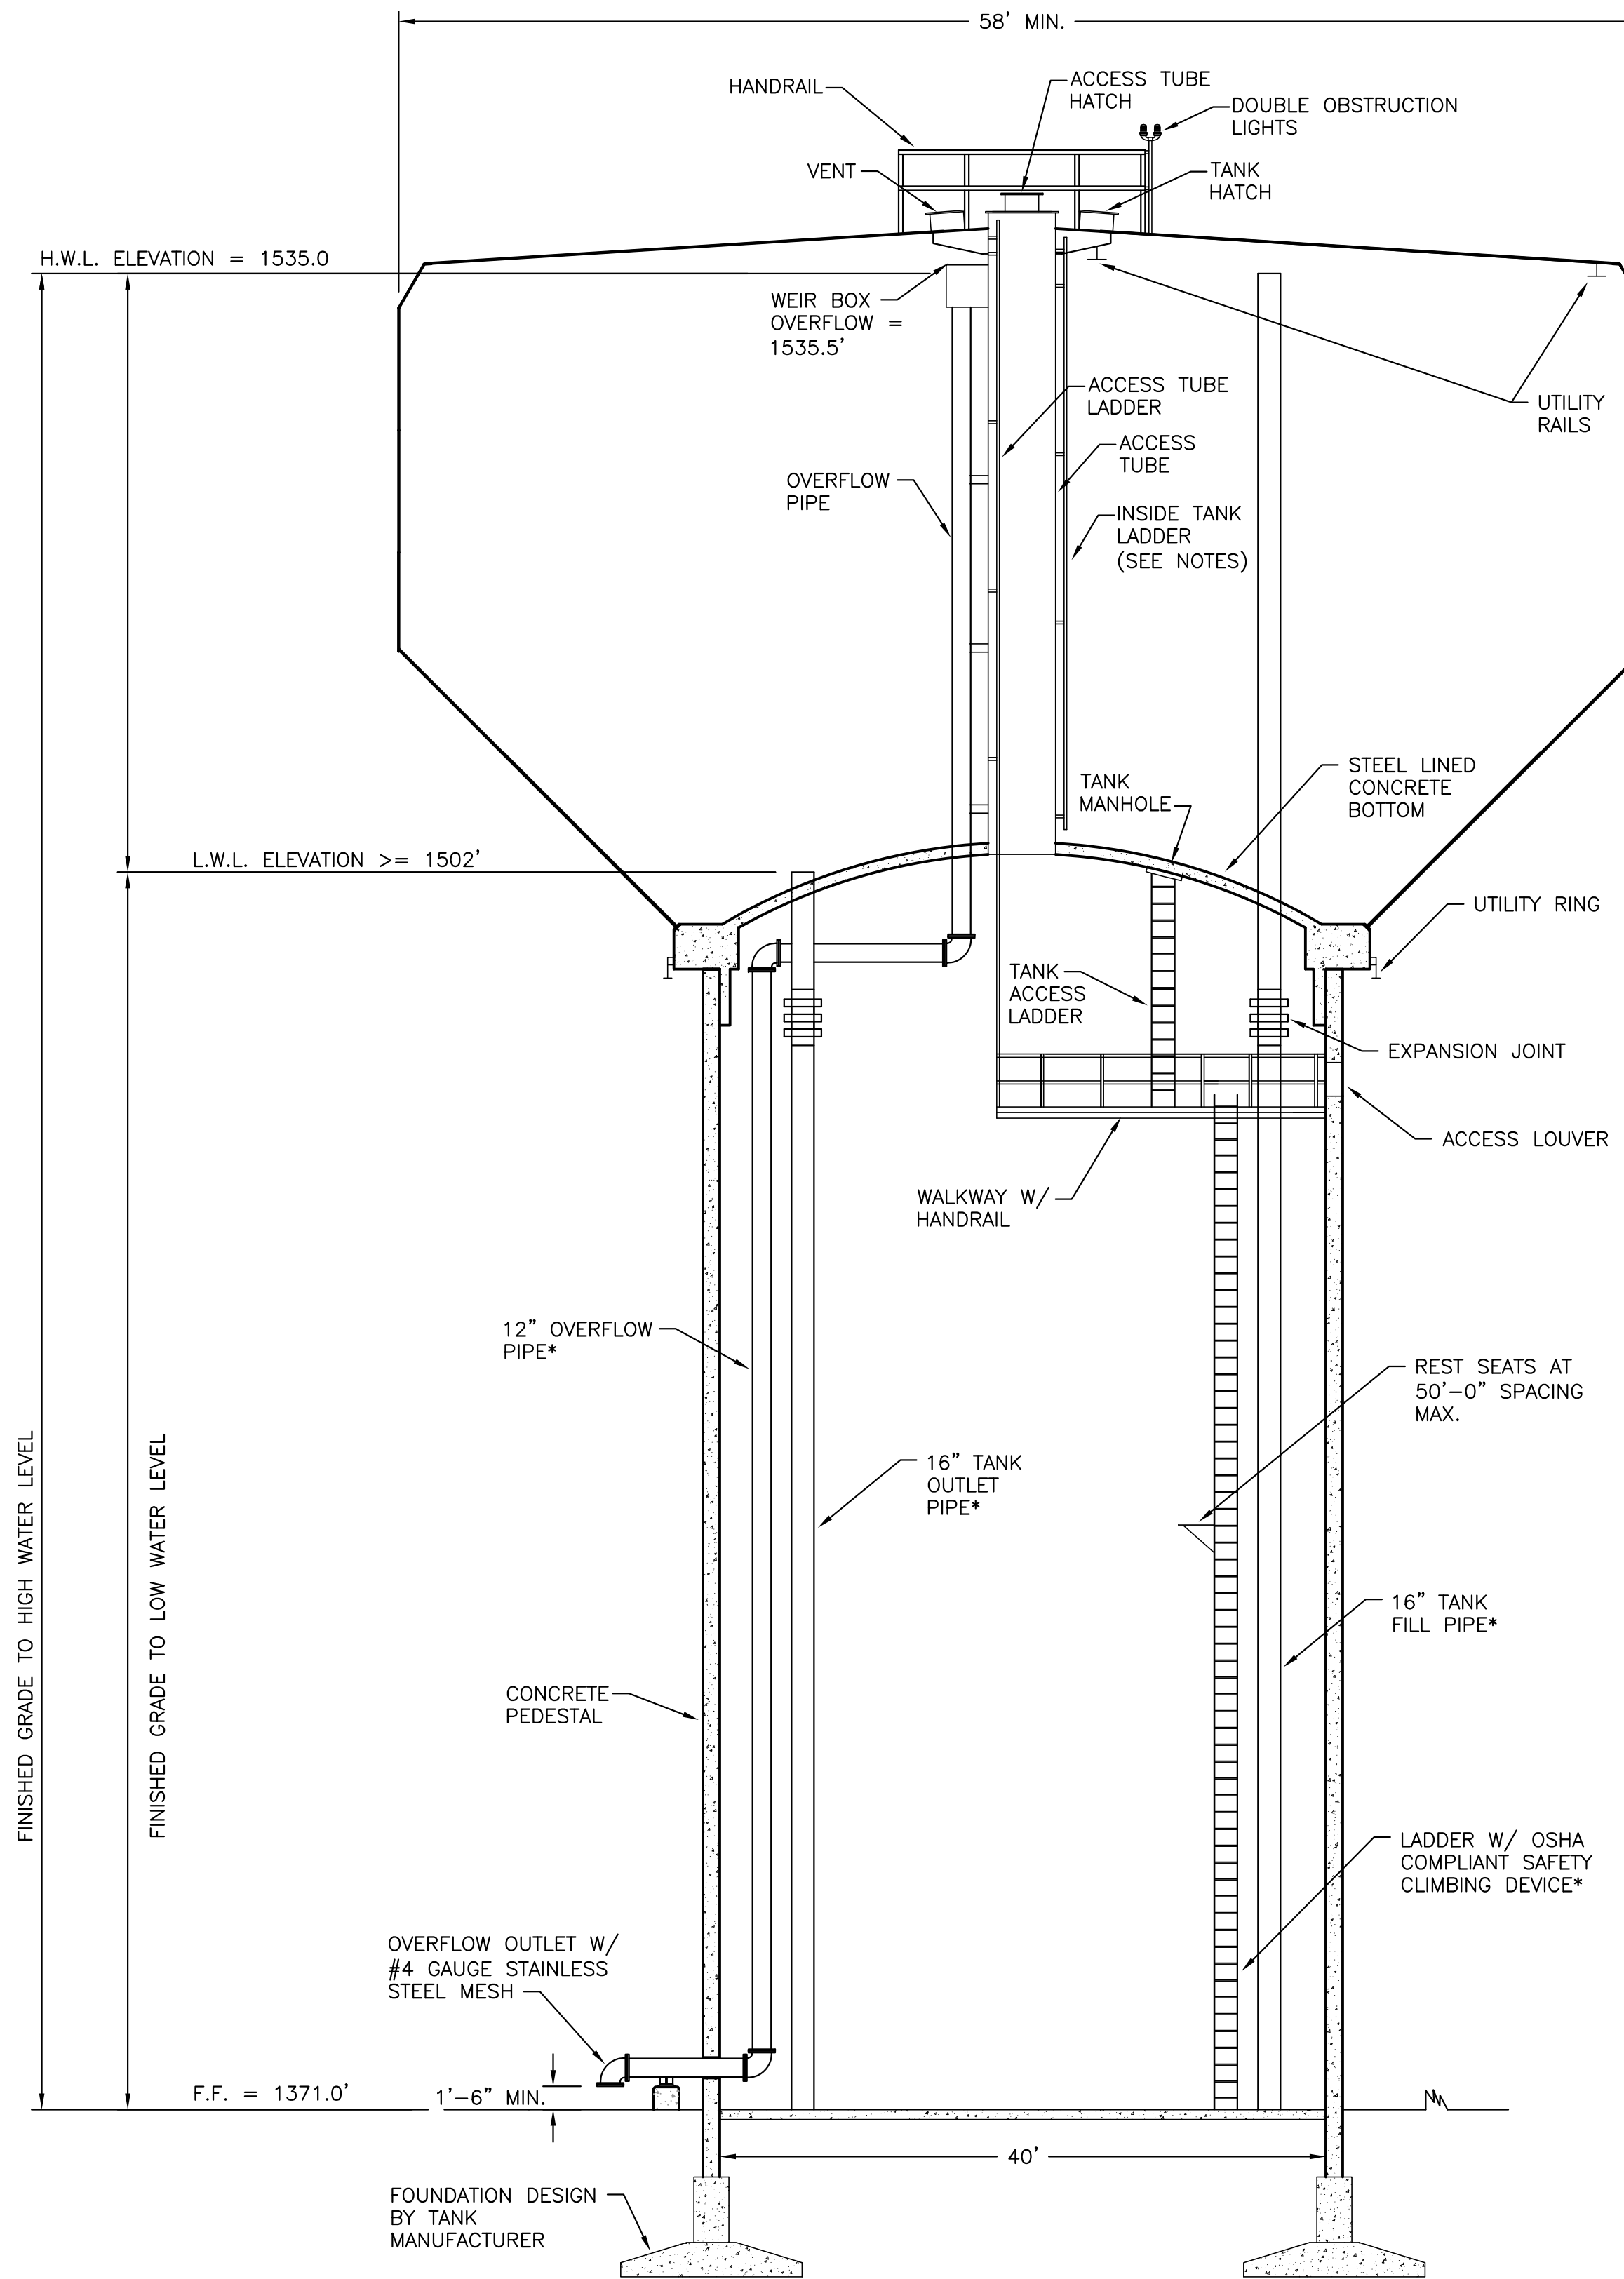 58' MIN.
HANDRAIL
ACCESS TUBE
HATCH
DOUBLE OBSTRUCTION
LIGHTS
VENT
TANK
HATCH
H.W.L. ELEVATION = 1535.0
WEIR BOX
OVERFLOW =
1535.5'
ACCESS TUBE
LADDER
UTILITY
RAILS
ACCESS
TUBE
OVERFLOW
PIPE
INSIDE TANK
LADDER
(SEE NOTES)
STEEL LINED
CONCRETE
BOTTOM
TANK
MANHOLE
L.W.L. ELEVATION >= 1502'
UTILITY RING
TANK
ACCESS
LADDER
EXPANSION JOINT
ACCESS LOUVER
WALKWAY W/
HANDRAIL
12" OVERFLOW
PIPE*
REST SEATS AT
50'-0" SPACING
MAX.
16" TANK
OUTLET
PIPE*
FINISHED GRADE TO HIGH WATER LEVEL
FINISHED GRADE TO LOW WATER LEVEL
16" TANK
FILL PIPE*
CONCRETE
PEDESTAL
LADDER W/ OSHA
COMPLIANT SAFETY
CLIMBING DEVICE*
OVERFLOW OUTLET W/
#4 GAUGE STAINLESS
STEEL MESH
F.F. = 1371.0'
1'-6" MIN.
40'
FOUNDATION DESIGN
BY TANK
MANUFACTURER